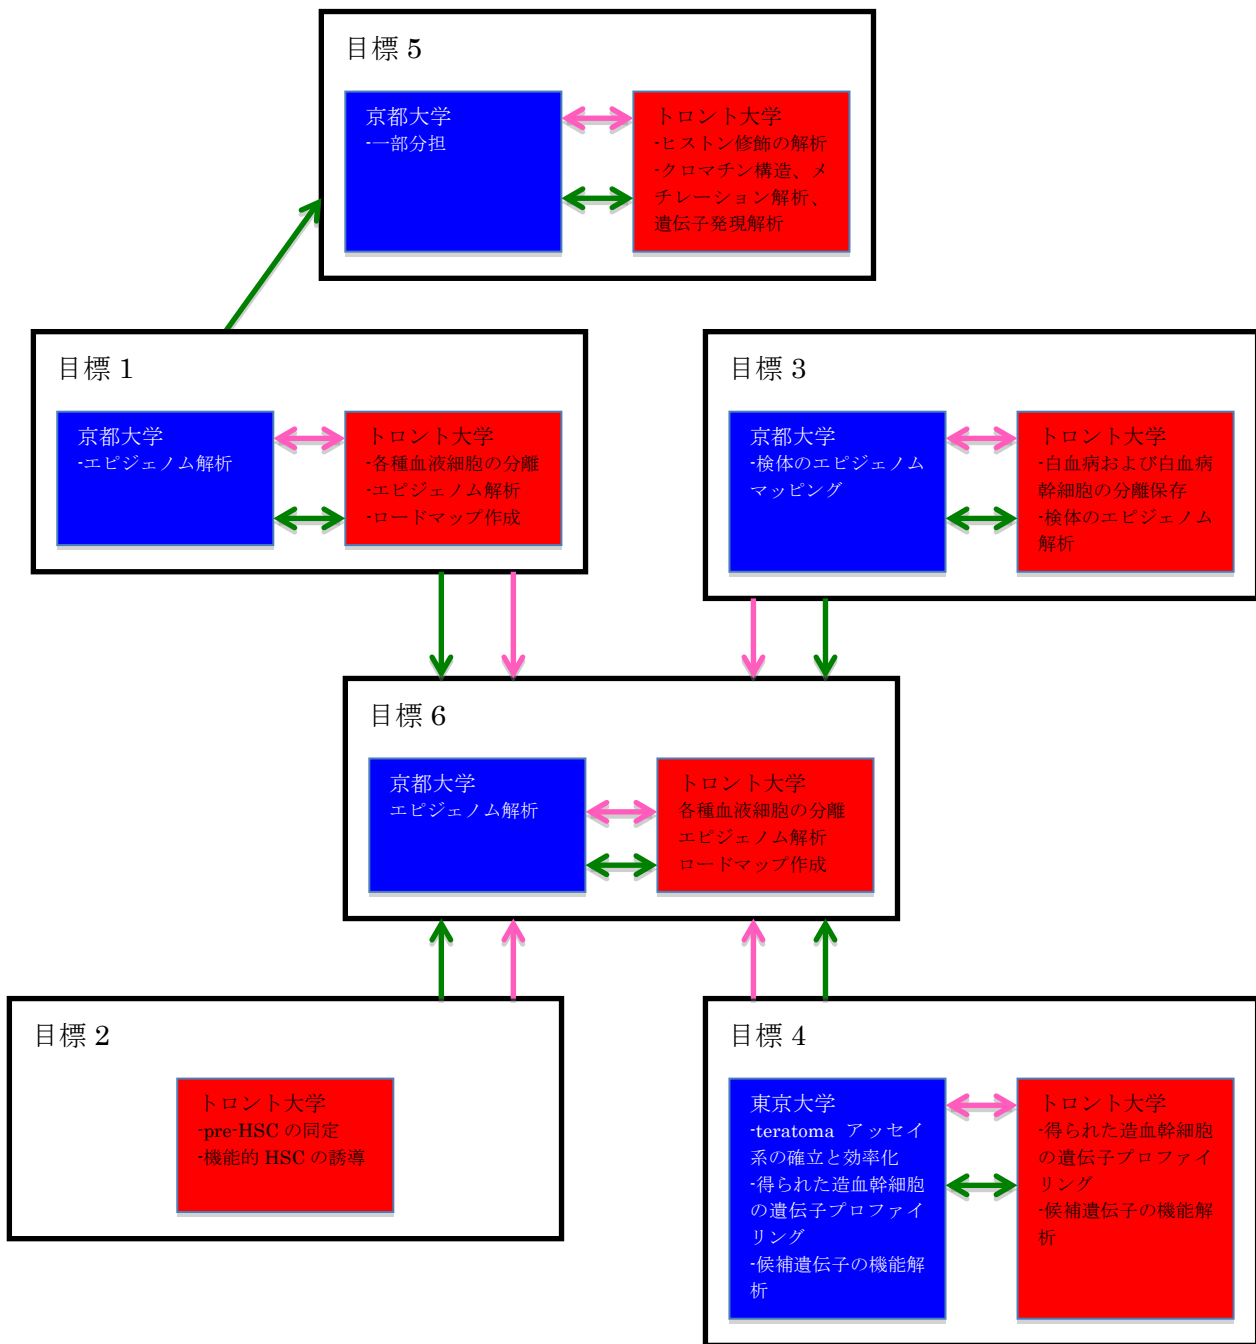 目標 5
京都大学
-一部分担
トロント大学
-ヒストン修飾の解析
-クロマチン構造、メ
チレーション解析、
遺伝子発現解析
目標 1
京都大学
-エピジェノム解析
トロント大学
-各種血液細胞の分離
-エピジェノム解析
-ロードマップ作成
目標 3
京都大学
-検体のエピジェノム
マッピング
トロント大学
-白血病および白血病
幹細胞の分離保存
-検体のエピジェノム
解析
目標 6
京都大学
エピジェノム解析
トロント大学
各種血液細胞の分離
エピジェノム解析
ロードマップ作成
目標 2
トロント大学
-pre-HSC の同定
-機能的 HSC の誘導
目標 4
東京大学
-teratoma アッセイ
系の確立と効率化
-得られた造血幹細胞
の遺伝子プロファイ
リング
-候補遺伝子の機能解
析
トロント大学
-得られた造血幹細胞
の遺伝子プロファイ
リング
-候補遺伝子の機能解
析